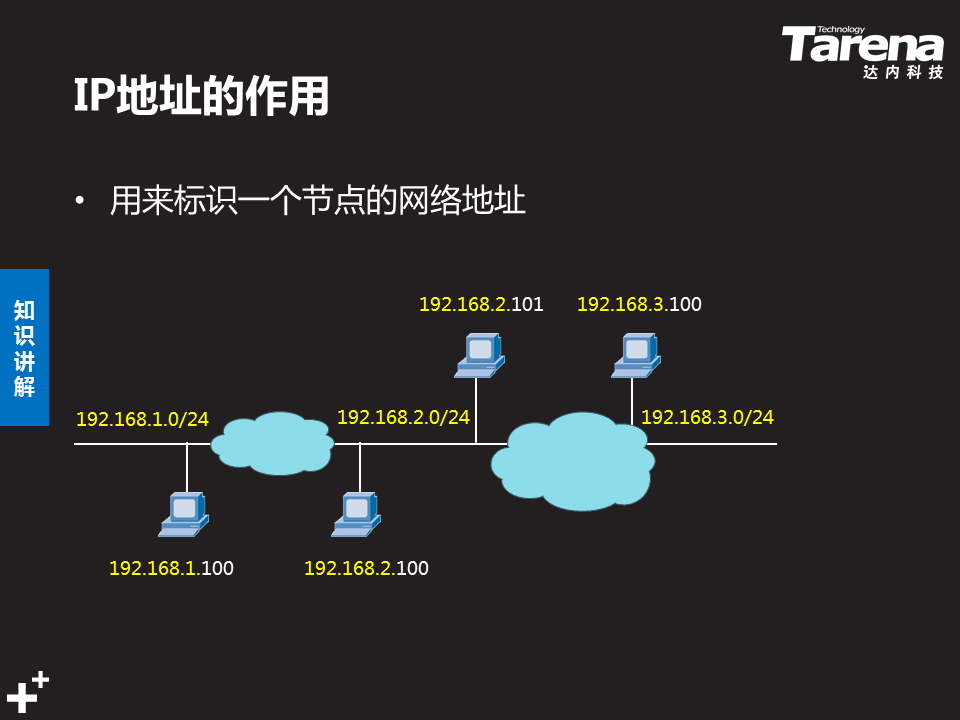 Technology
Tarena
达内科技
IP地址的作用
• 用来标识一个节点的网络地址
知识讲解
192.168.2.101
192.168.3.100
192.168.1.0/24
192.168.2.0/24
192.168.3.0/24
192.168.1.100
192.168.2.100